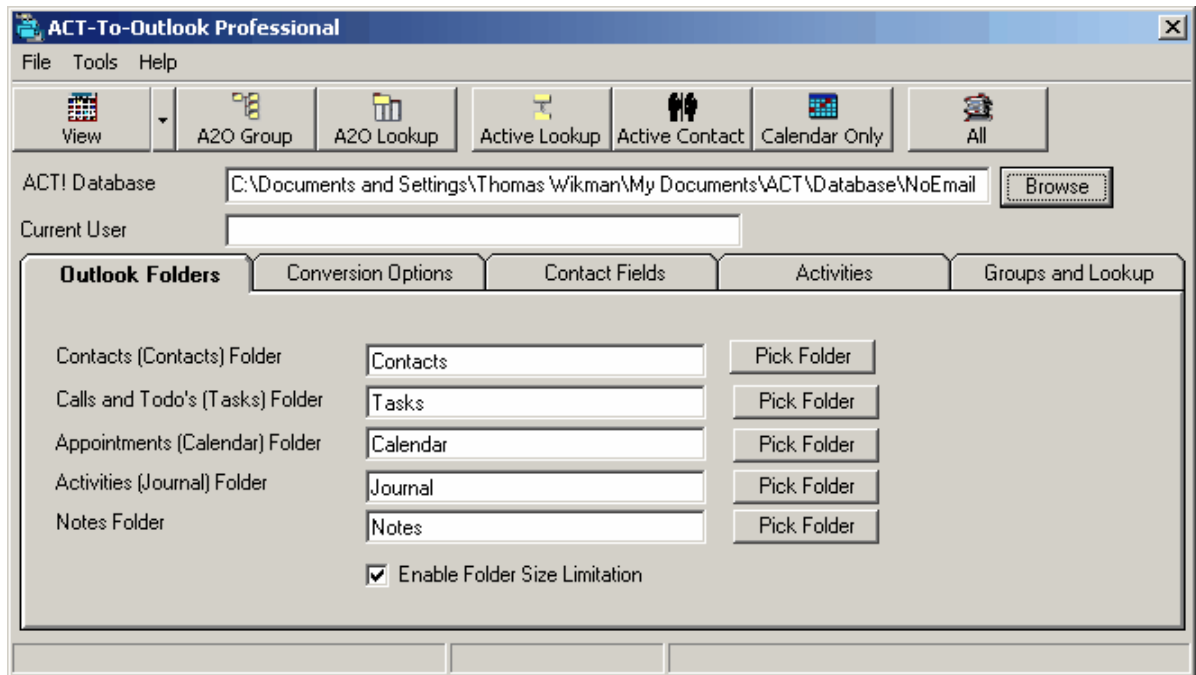 ACT-To-Outlook Professional
File Tools Help
View A2O Group A2O Lookup Active Lookup Active Contact Calendar Only All
ACT! Database C:\Documents and Settings\Thomas Wikman\My Documents\ACT\Database\NoEmail Browse
Current User
Outlook Folders Conversion Options Contact Fields Activities Groups and Lookup
Contacts (Contacts) Folder Contacts Pick Folder
Calls and Todo's (Tasks) Folder Tasks Pick Folder
Appointments (Calendar) Folder Calendar Pick Folder
Activities (Journal) Folder Journal Pick Folder
Notes Folder Notes Pick Folder
Enable Folder Size Limitation